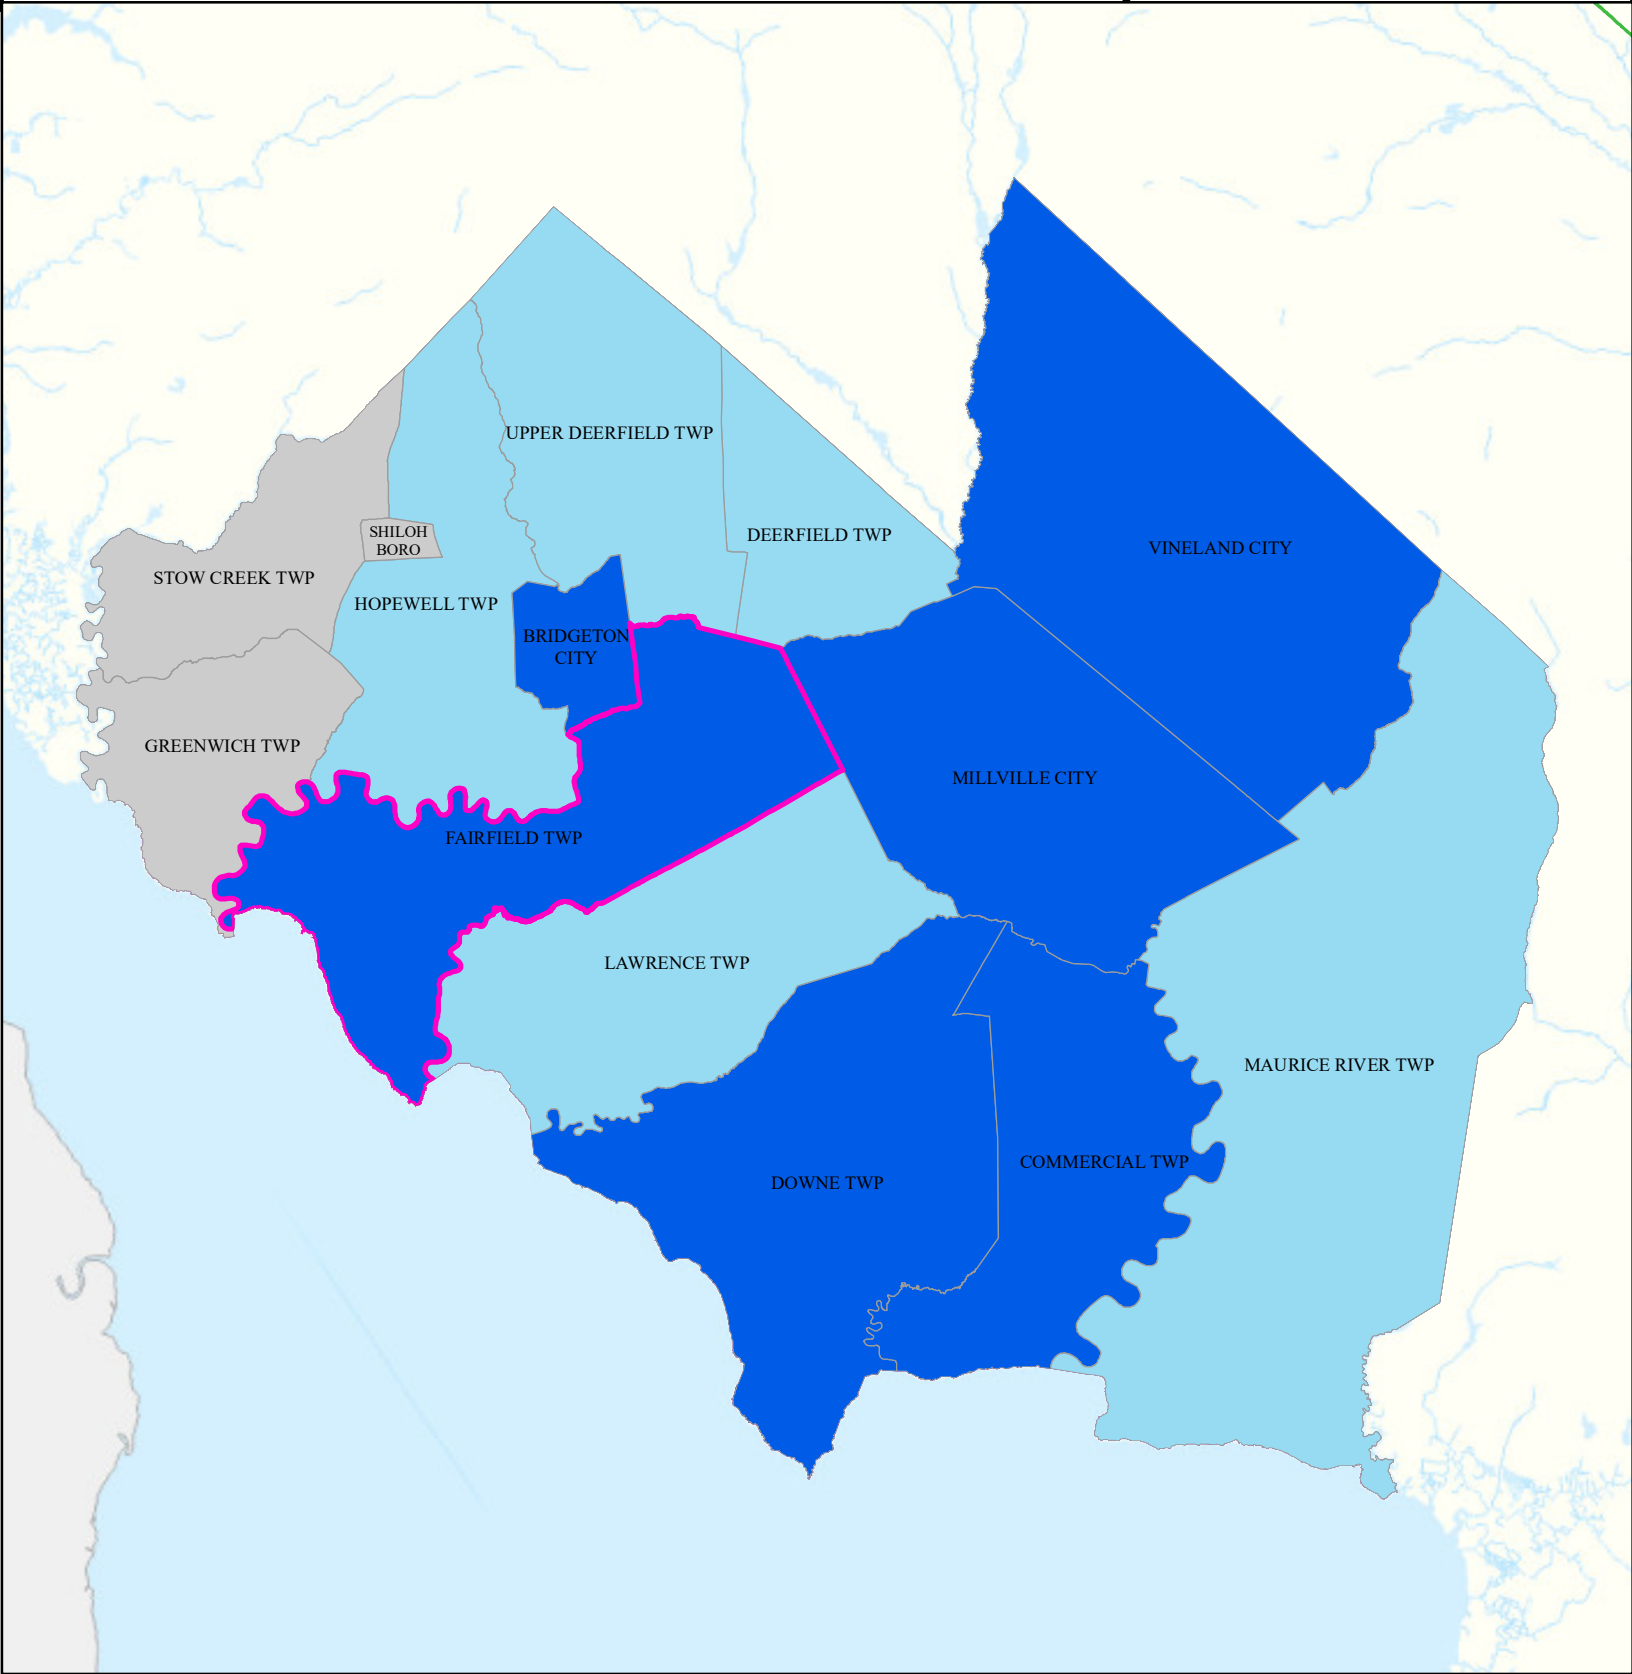 UPPER DEERFIELD TWP
SHILOH
BORO
DEERFIELD TWP
VINELAND CITY
STOW CREEK TWP
HOPEWELL TWP
BRIDGETON
CITY
GREENWICH TWP
MILLVILLE CITY
FAIRFIELD TWP
LAWRENCE TWP
MAURICE RIVER TWP
COMMERCIAL TWP
DOWNE TWP